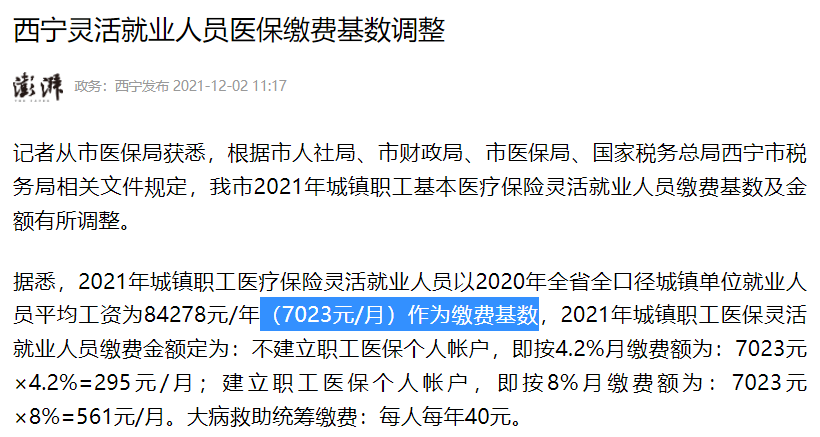 西宁灵活就业人员医保缴费基数调整
澎湃 政务：西宁发布 2021-12-02 11:17
记者从市医保局获悉，根据市人社局、市财政局、市医保局、国家税务总局西宁市税
务局相关文件规定，我市2021年城镇职工基本医疗保险灵活就业人员缴费基数及金
额有所调整。
据悉，2021年城镇职工医疗保险灵活就业人员以2020年全省全口径城镇单位就业人
员平均工资为84278元/年（7023元/月）作为缴费基数，2021年城镇职工医保灵活
就业人员缴费金额定为：不建立职工医保个人帐户，即按4.2%月缴费额为：7023元
×4.2%=295元/月；建立职工医保个人帐户，即按8%月缴费额为：7023元
×8%=561元/月。大病救助统筹缴费：每人每年40元。